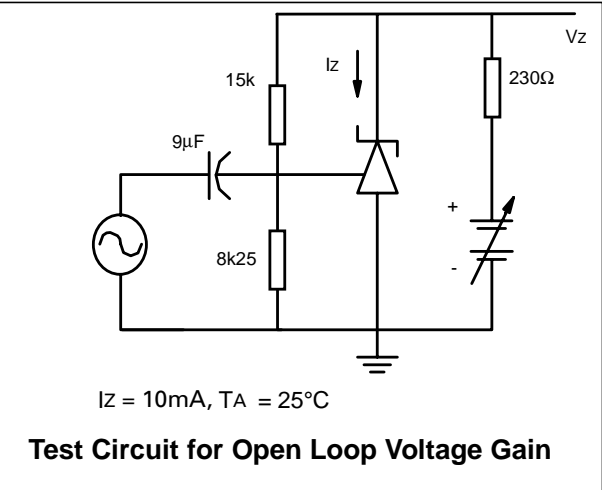 Vz
Iz
15k
230Ω
9µF
+
8k25
-
Iz = 10mA, TA = 25°C
Test Circuit for Open Loop Voltage Gain